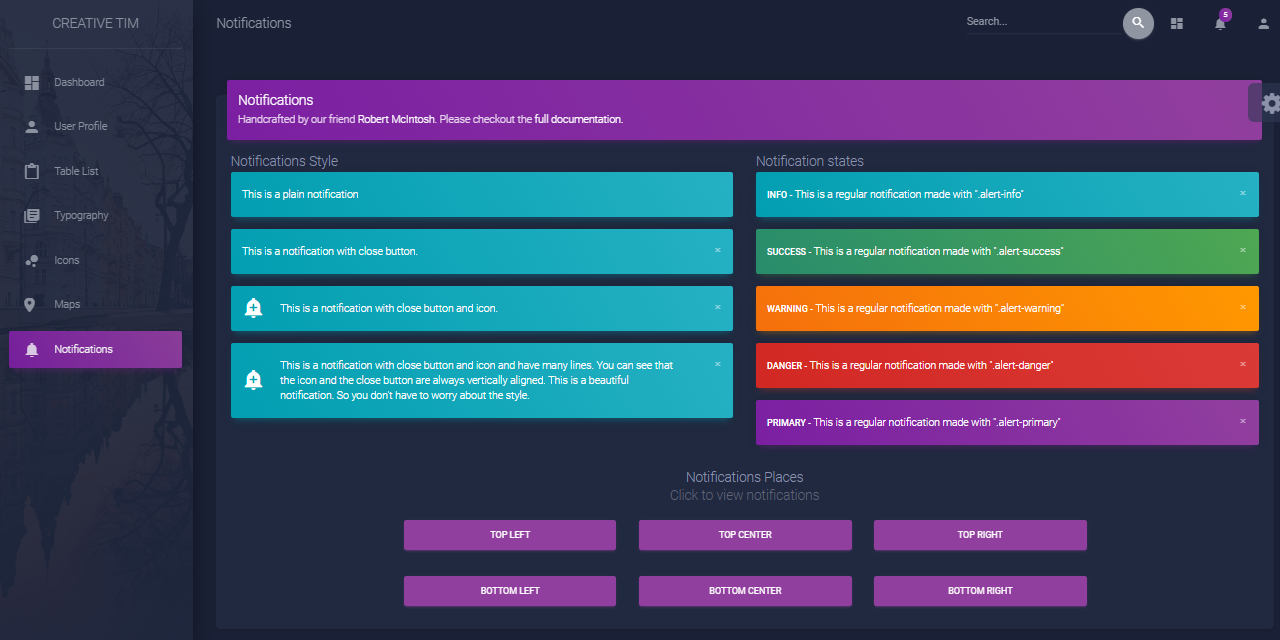 CREATIVE TIM
Notifications
Search...
5
Dashboard
User Profile
Table List
Typography
Icons
Maps
Notifications
Notifications
Handcrafted by our friend Robert McIntosh. Please checkout the full documentation.
Notifications Style
This is a plain notification
This is a notification with close button.
×
This is a notification with close button and icon.
×
This is a notification with close button and icon and have many lines. You can see that
the icon and the close button are always vertically aligned. This is a beautiful
notification. So you don't have to worry about the style.
×
Notification states
INFO - This is a regular notification made with ".alert-info"
×
SUCCESS - This is a regular notification made with ".alert-success"
×
WARNING - This is a regular notification made with ".alert-warning"
×
DANGER - This is a regular notification made with ".alert-danger"
×
PRIMARY - This is a regular notification made with ".alert-primary"
×
Notifications Places
Click to view notifications
TOP LEFT
TOP CENTER
TOP RIGHT
BOTTOM LEFT
BOTTOM CENTER
BOTTOM RIGHT